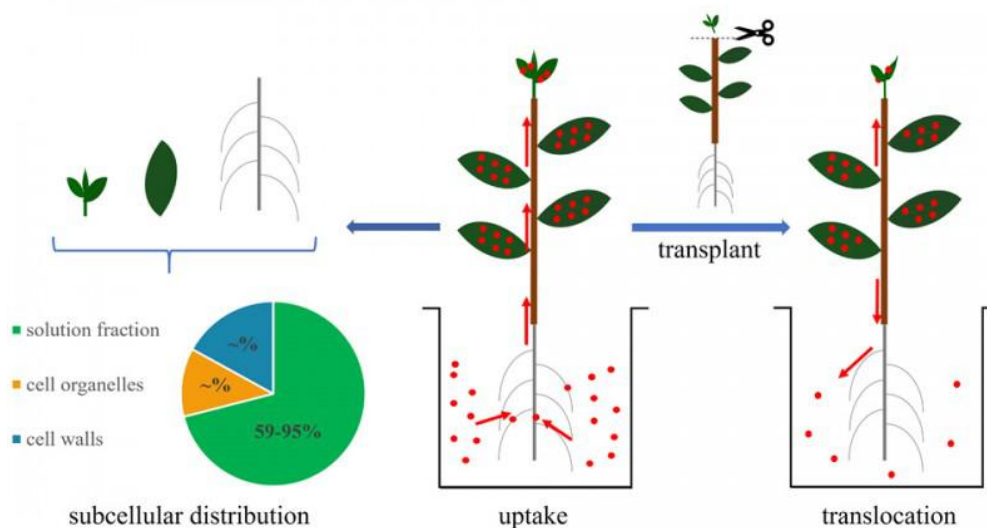 transplant
solution fraction
cell organelles
cell walls
~%
~%
59-95%
subcellular distribution
uptake
translocation